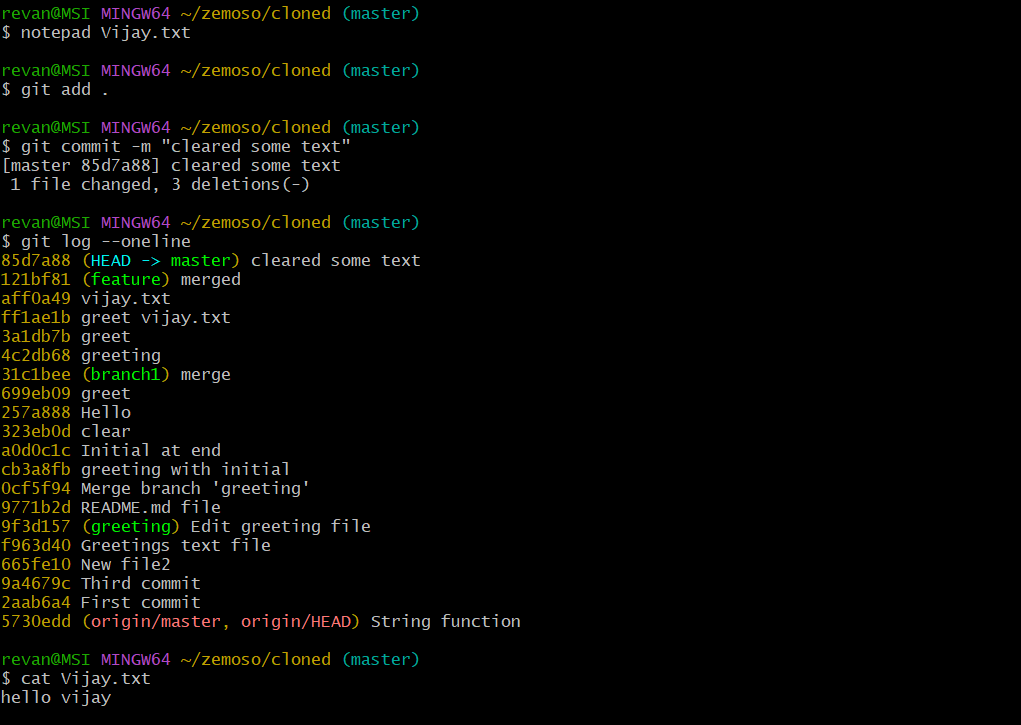 revan@MSI MINGW64 ~/zemoso/cloned (master)
$ notepad Vijay.txt
revan@MSI MINGW64 ~/zemoso/cloned (master)
$ git add .
revan@MSI MINGW64 ~/zemoso/cloned (master)
$ git commit -m "cleared some text"
[master 85d7a88] cleared some text
 1 file changed, 3 deletions(-)
revan@MSI MINGW64 ~/zemoso/cloned (master)
$ git log --oneline
85d7a88 (HEAD -> master) cleared some text
121bf81 (feature) merged
aff0a49 vijay.txt
ff1ae1b greet vijay.txt
3a1db7b greet
4c2db68 greeting
31c1bee (branch1) merge
699eb09 greet
257a888 Hello
323eb0d clear
a0d0c1c Initial at end
cb3a8fb greeting with initial
0cf5f94 Merge branch 'greeting'
9771b2d README.md file
9f3d157 (greeting) Edit greeting file
f963d40 Greetings text file
665fe10 New file2
9a4679c Third commit
2aab6a4 First commit
5730edd (origin/master, origin/HEAD) String function
revan@MSI MINGW64 ~/zemoso/cloned (master)
$ cat Vijay.txt
hello vijay